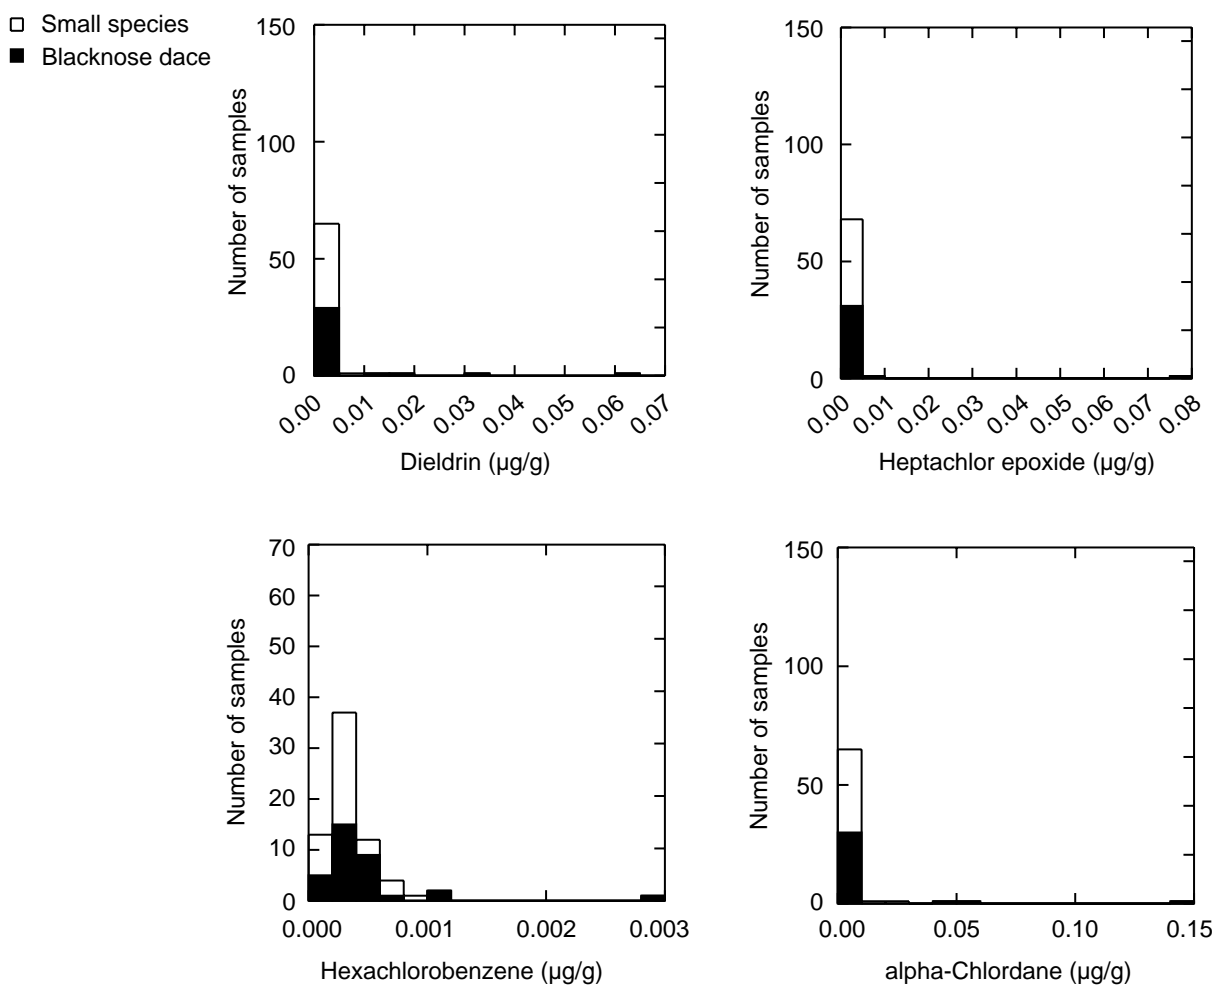 Small species
Blacknose dace
150
100
50
0
Number of samples
0.00 0.01 0.02 0.03 0.04 0.05 0.06 0.07
Dieldrin (µg/g)
150
100
50
0
Number of samples
0.00 0.01 0.02 0.03 0.04 0.05 0.06 0.07 0.08
Heptachlor epoxide (µg/g)
70
60
50
40
30
20
10
0
Number of samples
0.000 0.001 0.002 0.003
Hexachlorobenzene (µg/g)
150
100
50
0
Number of samples
0.00 0.05 0.10 0.15
alpha-Chlordane (µg/g)